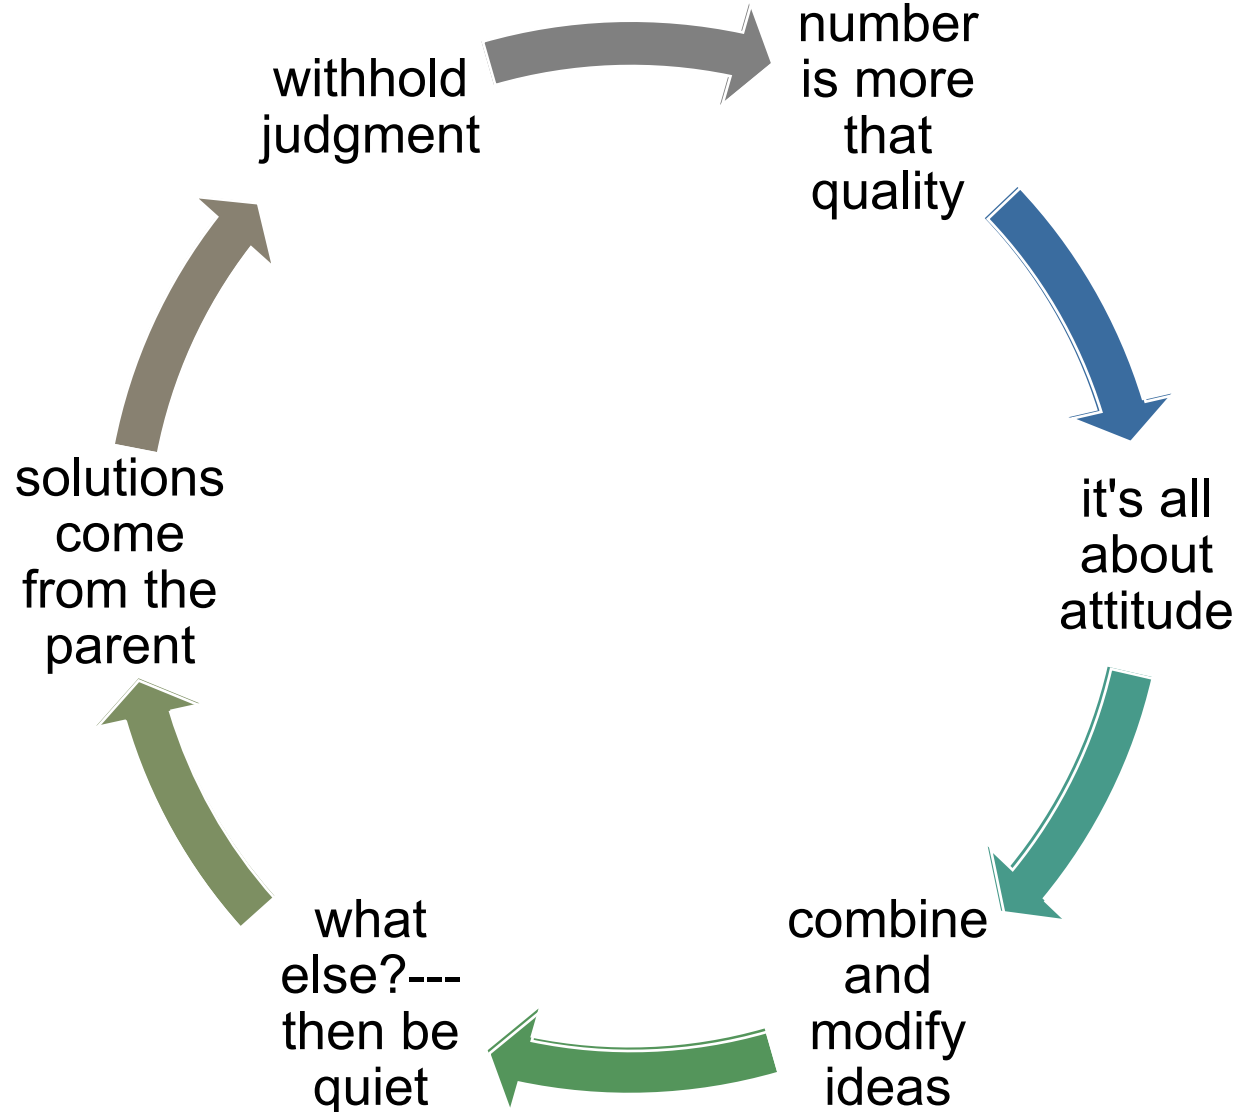 withhold
judgment
number
is more
that
quality
it's all
about
attitude
combine
and
modify
ideas
what
else?---
then be
quiet
solutions
come
from the
parent